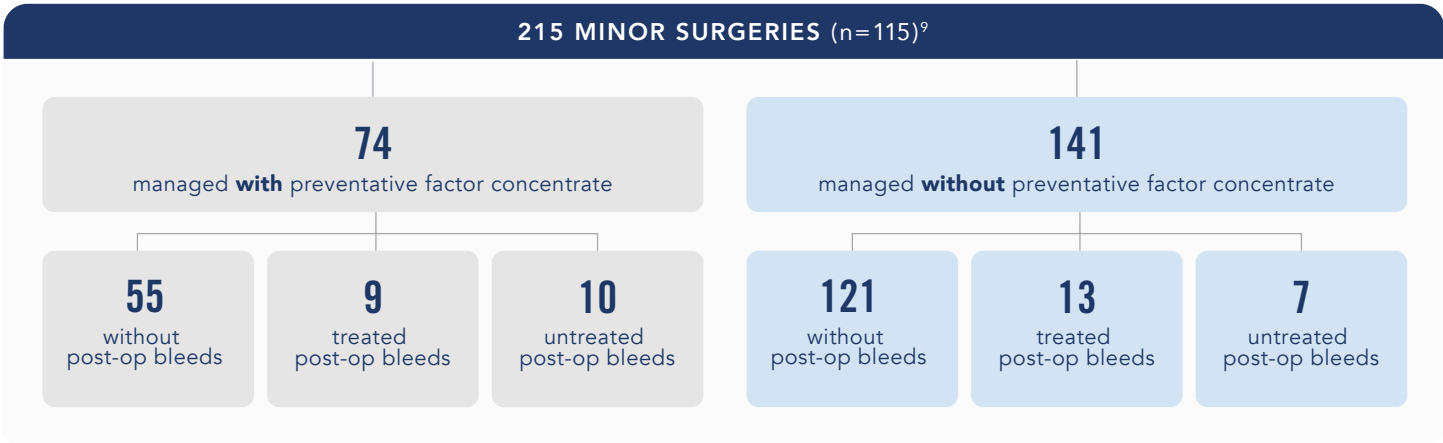 215 MINOR SURGERIES (n=115)⁹
74
managed with preventative factor concentrate
141
managed without preventative factor concentrate
55
without
post-op bleeds
9
treated
post-op bleeds
10
untreated
post-op bleeds
121
without
post-op bleeds
13
treated
post-op bleeds
7
untreated
post-op bleeds